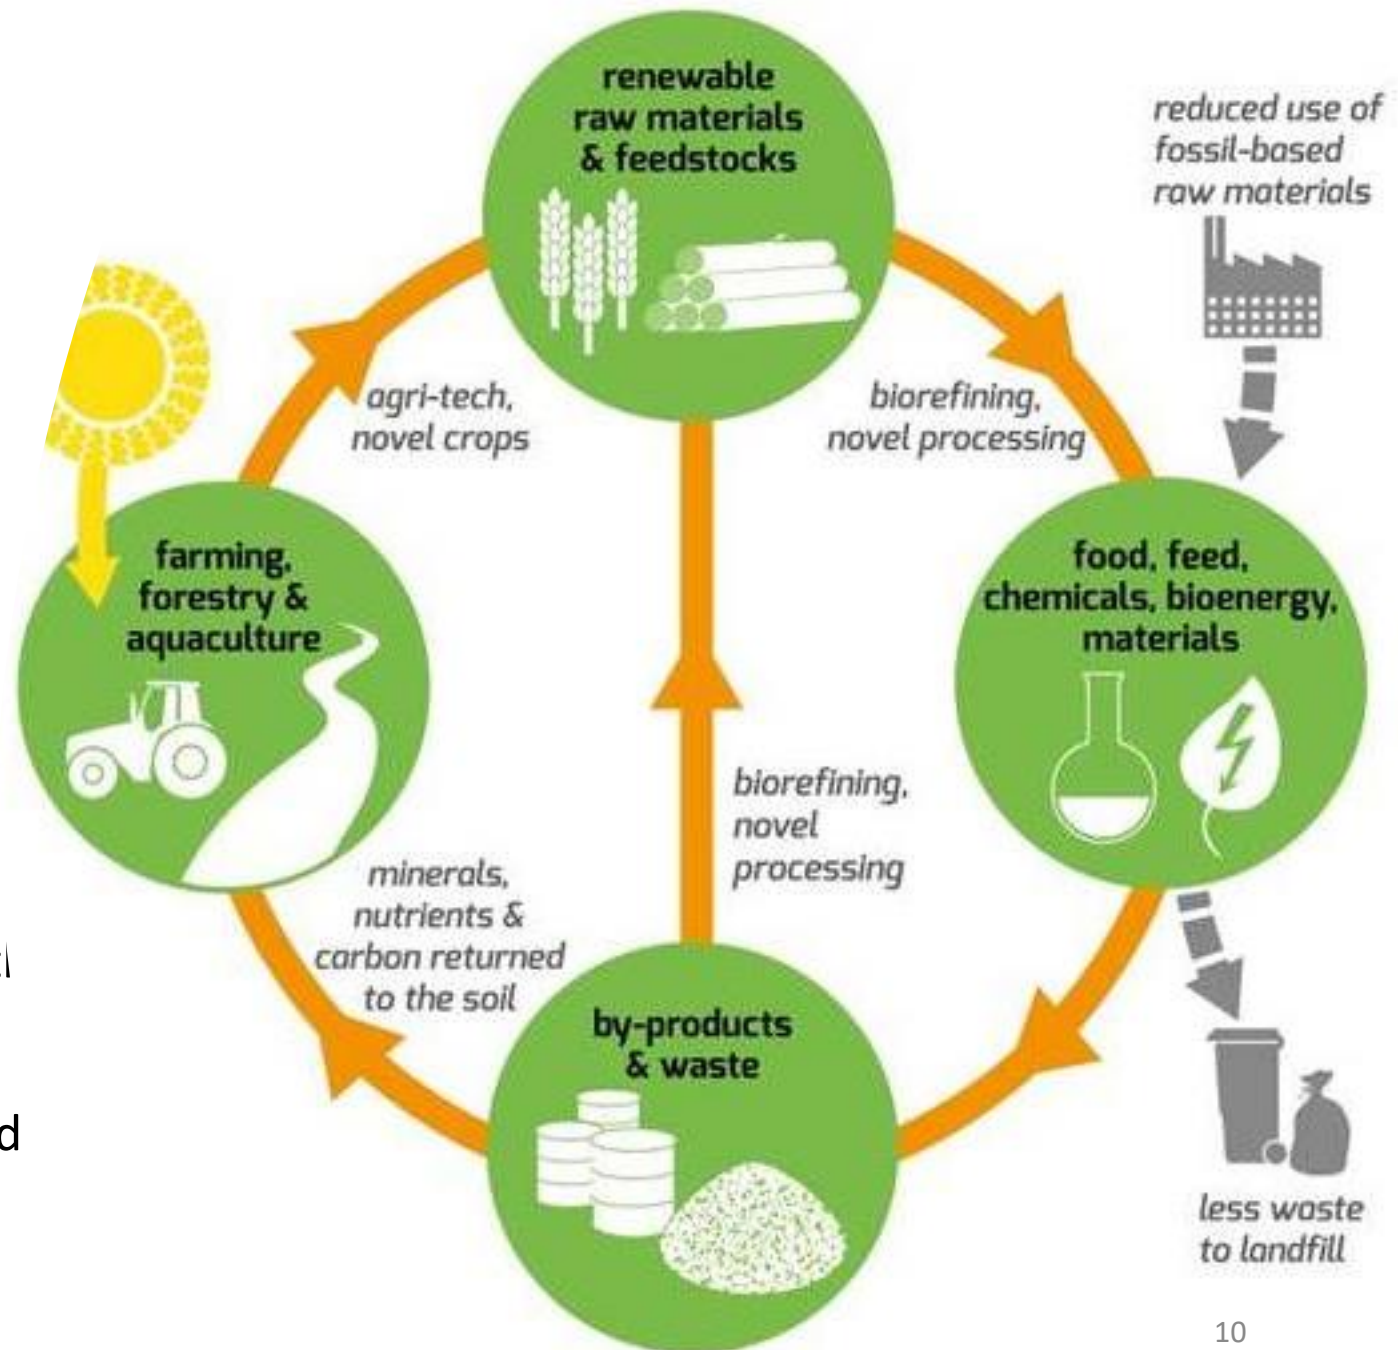 renewable
raw materials
& feedstocks
reduced use of
fossil-based
raw materials
agri-tech,
novel crops
biorefining,
novel processing
farming,
forestry &
aquaculture
food, feed,
chemicals, bioenergy,
materials
biorefining,
novel
processing
minerals,
nutrients &
carbon returned
to the soil
by-products
& waste
less waste
to landfill
d
10